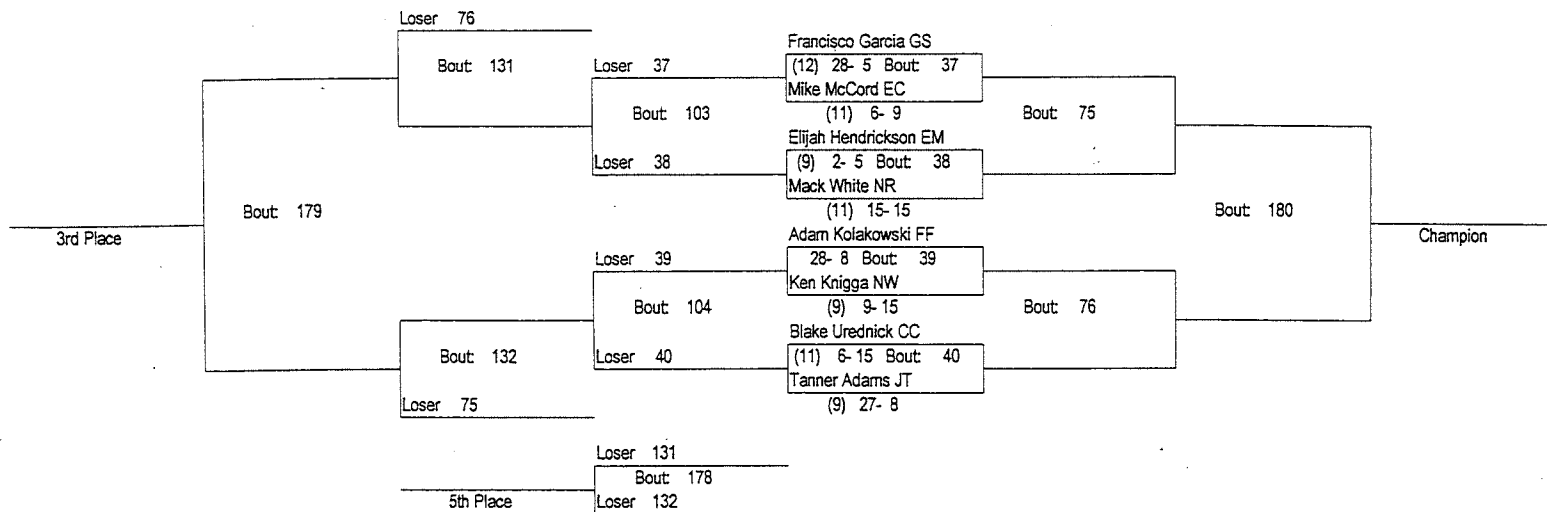 Loser 76
Bout: 131
Loser 37
Bout: 103
Loser 38
Bout: 179
3rd Place
Loser 39
Bout: 104
Loser 40
Bout: 132
Loser 75
Francisco Garcia GS
(12) 28- 5 Bout: 37
Mike McCord EC
(11) 6- 9
Elijah Hendrickson EM
(9) 2- 5 Bout: 38
Mack White NR
(11) 15- 15
Adam Kolakowski FF
28- 8 Bout: 39
Ken Knigga NW
(9) 9- 15
Blake Urednick CC
(11) 6- 15 Bout: 40
Tanner Adams JT
(9) 27- 8
Bout: 75
Bout: 76
Bout: 180
Champion
Loser 131
Bout: 178
5th Place
Loser 132